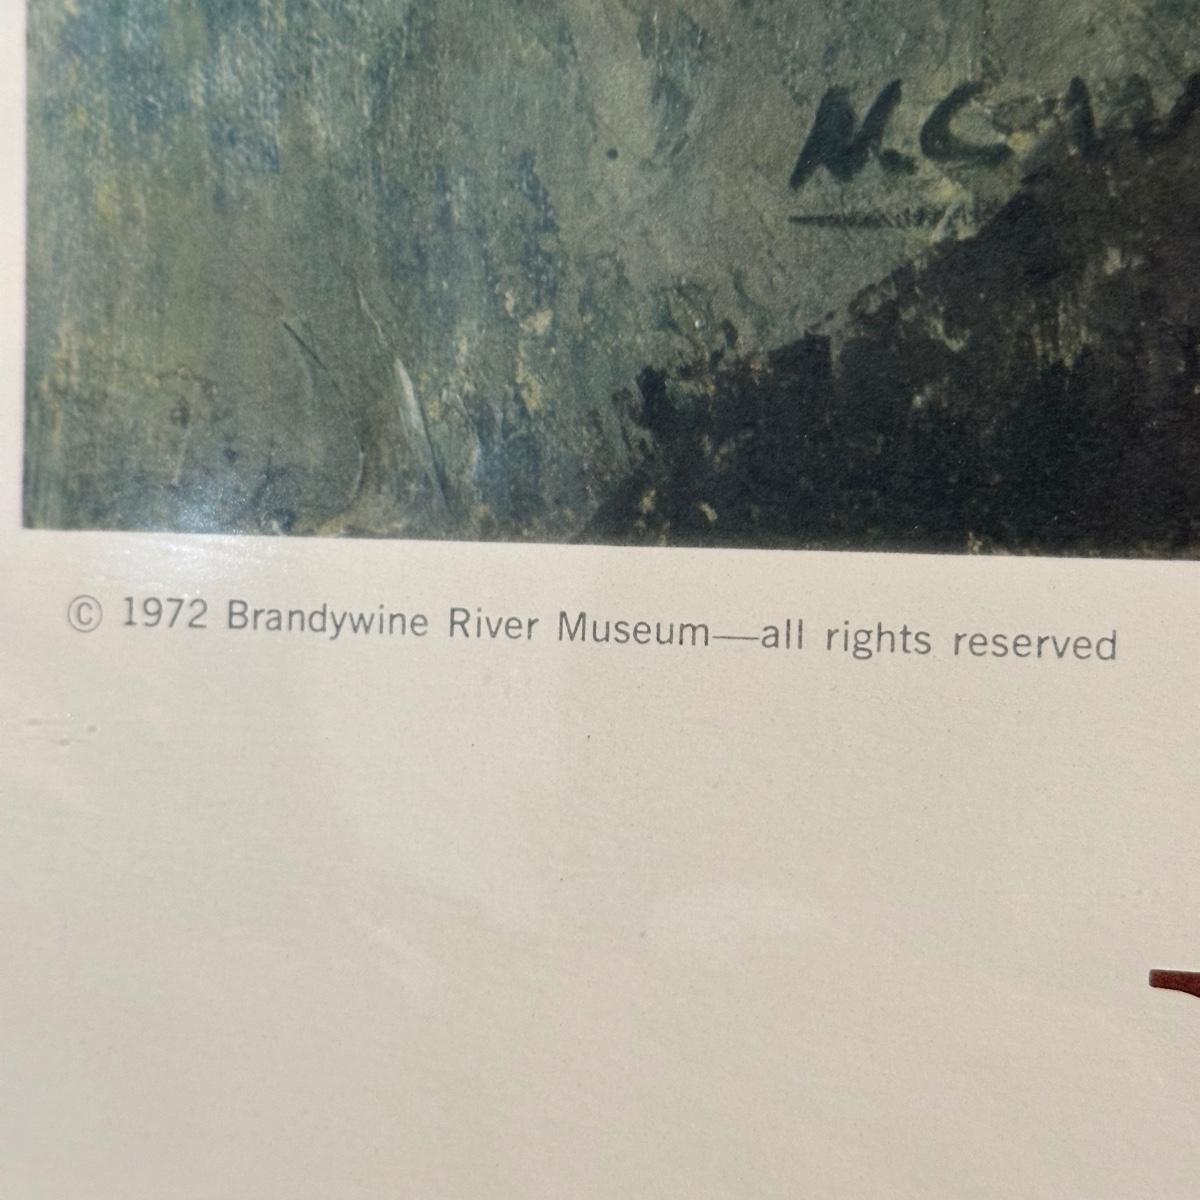 N.C. W
© 1972 Brandywine River Museum—all rights reserved